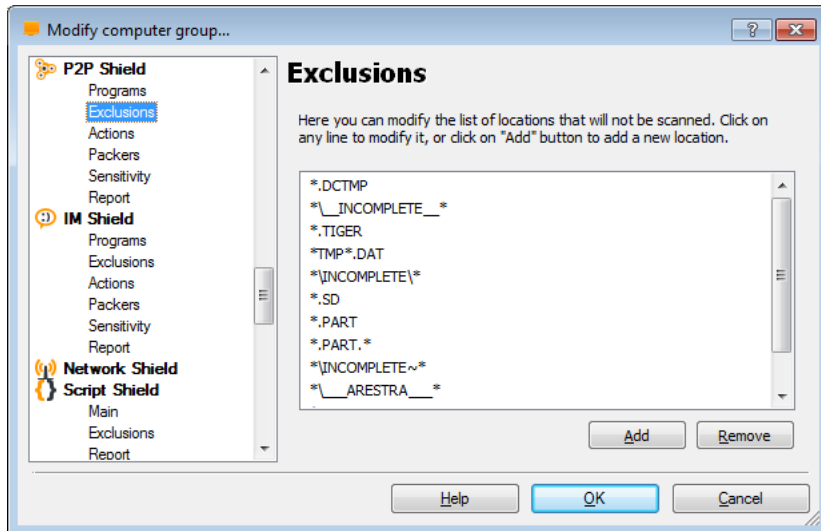 Modify computer group...
P2P Shield
Programs
Exclusions
Actions
Packers
Sensitivity
Report
IM Shield
Programs
Exclusions
Actions
Packers
Sensitivity
Report
Network Shield
Script Shield
Main
Exclusions
Report
Exclusions
Here you can modify the list of locations that will not be scanned. Click on
any line to modify it, or click on "Add" button to add a new location.
*.DCTMP
*\__INCOMPLETE__*
*.TIGER
*TMP*.DAT
*\INCOMPLETE\*
*.SD
*.PART
*.PART.*
*\INCOMPLETE~*
*\___ARESTRA___*
Add Remove
Help OK Cancel